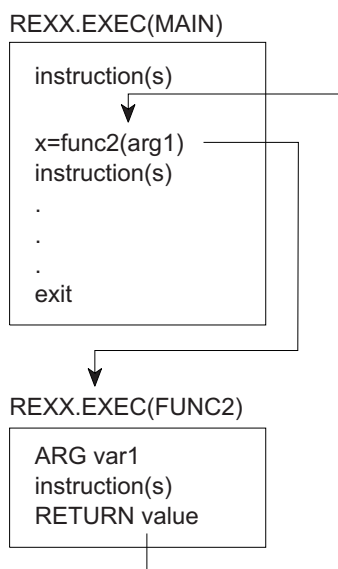 REXX.EXEC(MAIN)
instruction(s)
x=func2(arg1)
instruction(s)
.
.
.
exit
REXX.EXEC(FUNC2)
ARG var1
instruction(s)
RETURN value